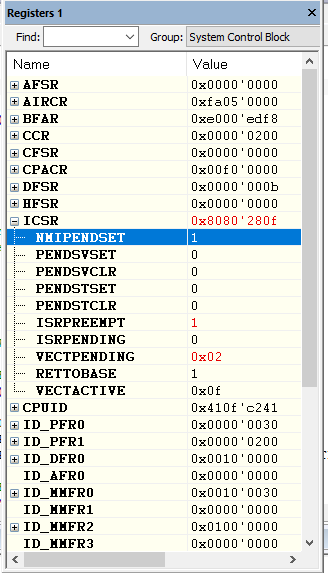 Registers 1
Find: Group: System Control Block
Name Value
AFSR 0x0000'0000
AIRCR 0xfa05'0000
BFAR 0xe000'edf8
CCR 0x0000'0200
CFSR 0x0000'0000
CPACR 0x00f0'0000
DFSR 0x0000'000b
HFSR 0x0000'0000
ICSR 0x8080'280f
NMIPENDSET 1
PENDSVSET 0
PENDSVCLR 0
PENDSTSET 0
PENDSTCLR 0
ISRPREEMPT 1
ISRPENDING 0
VECTPENDING 0x02
RETTOBASE 1
VECTACTIVE 0x0f
CPUID 0x410f'c241
ID_PFR0 0x0000'0030
ID_PFR1 0x0000'0200
ID_DFR0 0x0010'0000
ID_AFR0 0x0000'0000
ID_MMFR0 0x0010'0030
ID_MMFR1 0x0000'0000
ID_MMFR2 0x0100'0000
ID_MMFR3 0x0000'0000